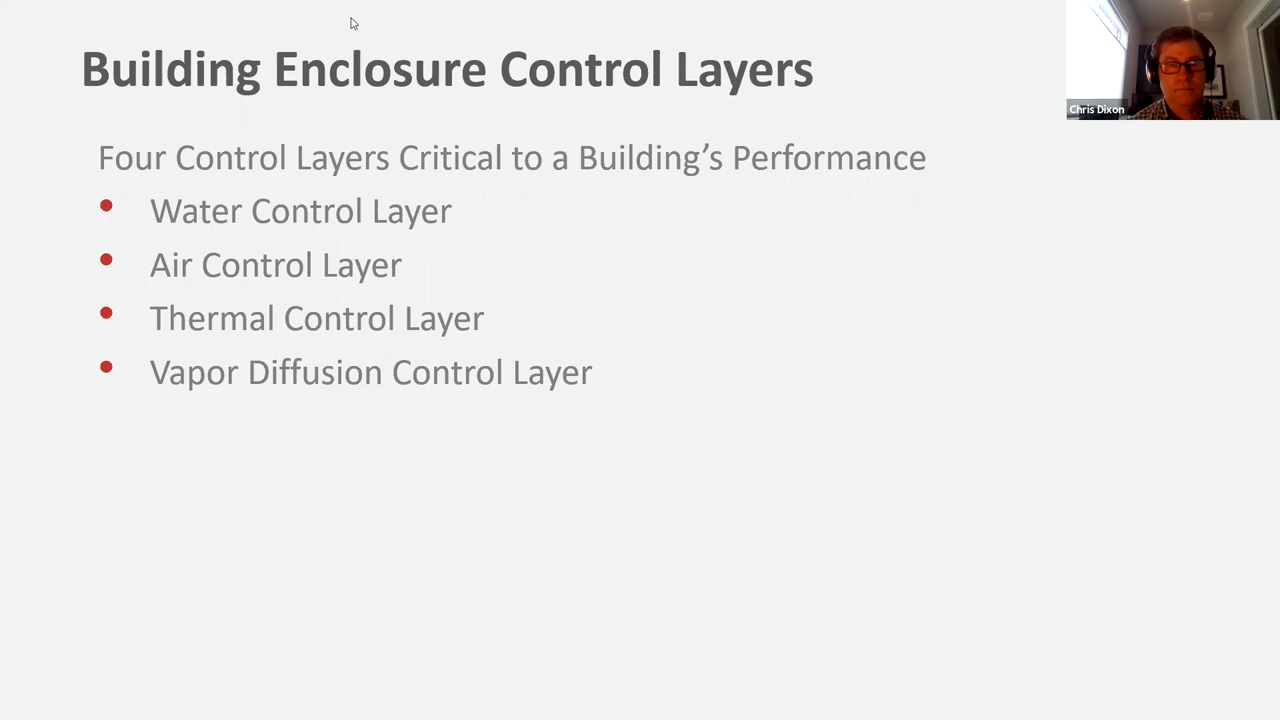 Building Enclosure Control Layers
Chris Dixon
Four Control Layers Critical to a Building’s Performance
• Water Control Layer
• Air Control Layer
• Thermal Control Layer
• Vapor Diffusion Control Layer